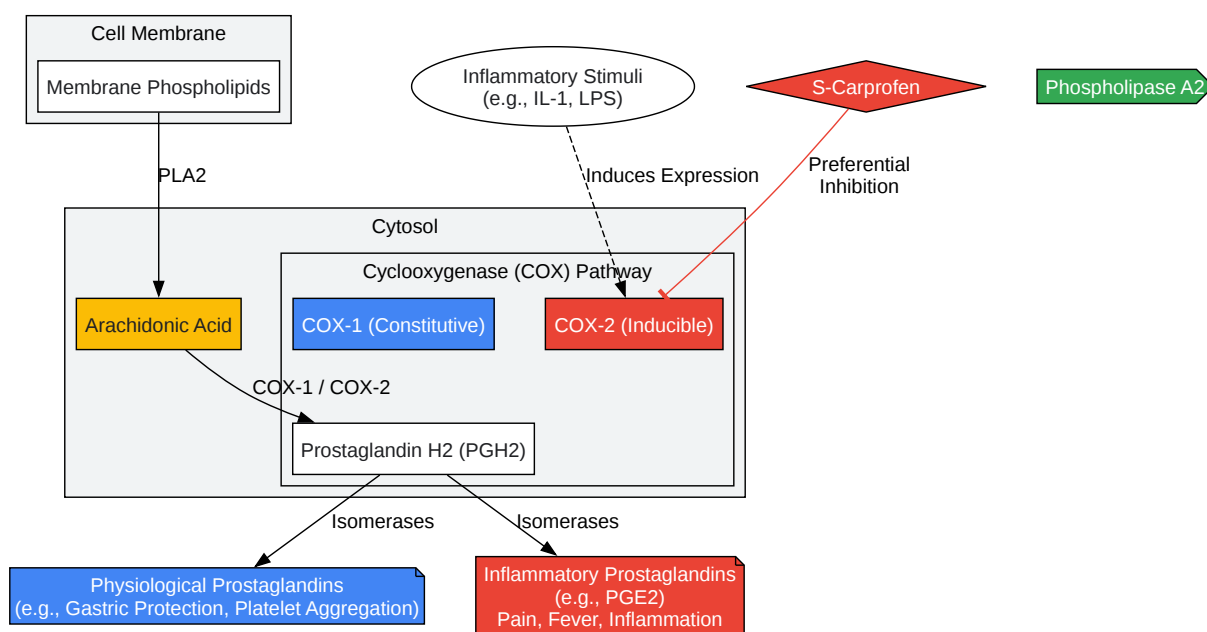 Cell Membrane
Membrane Phospholipids
Inflammatory Stimuli
(e.g., IL-1, LPS)
S-Carprofen
Phospholipase A2
PLA2
Induces Expression
Preferential
Inhibition
Cytosol
Cyclooxygenase (COX) Pathway
Arachidonic Acid
COX-1 (Constitutive)
COX-2 (Inducible)
COX-1 / COX-2
Prostaglandin H2 (PGH2)
Isomerases
Isomerases
Physiological Prostaglandins
(e.g., Gastric Protection, Platelet Aggregation)
Inflammatory Prostaglandins
(e.g., PGE2)
Pain, Fever, Inflammation